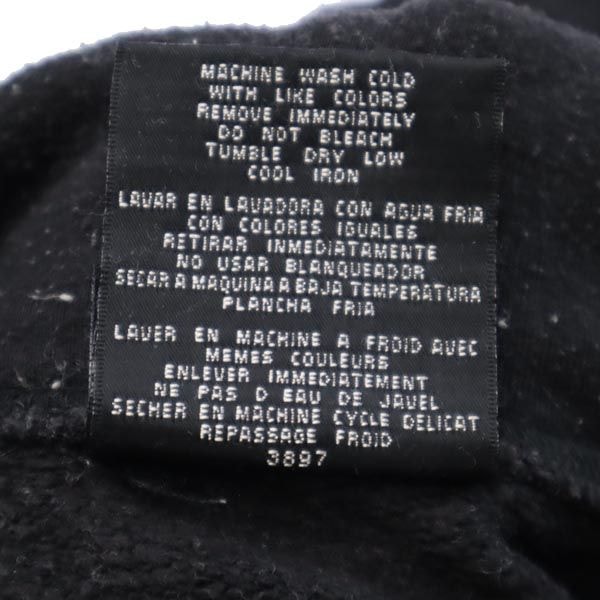 MACHINE WASH COLD
WITH LIKE COLORS
REMOVE IMMEDIATELY
DO NOT BLEACH
TUMBLE DRY LOW
COOL IRON
LAVAR EN LAVADORA CON AGUA FRIA
CON COLORES IGUALES
RETIRAR INMEDIATAMENTE
NO USAR BLANQUEADOR
SECAR A MAQUINA A BAJA TEMPERATURA
PLANCHA FRIA
LAVER EN MACHINE A FROID AVEC
MEMES COULEURS
ENLEVER IMMEDIATEMENT
NE PAS D EAU DE JAVEL
SECHER EN MACHINE CYCLE DELICAT
REPASSAGE FROID
3897